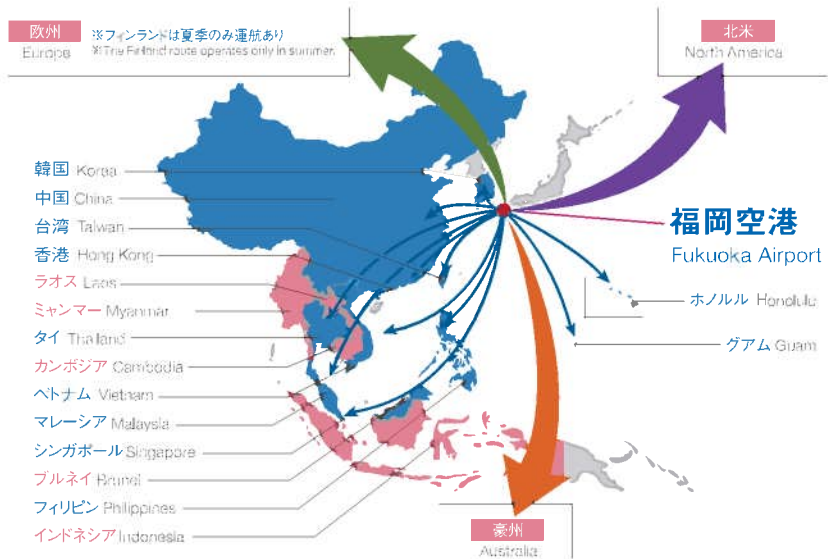 欧州
Europe
※フィンランドは夏季のみ運航あり
※The Finland route operates only in summer.
北米
North America
韓国 Korea
中国 China
台湾 Taiwan
香港 Hong Kong
ラオス Laos
ミャンマー Myanmar
タイ Thailand
カンボジア Cambodia
ベトナム Vietnam
マレーシア Malaysia
シンガポール Singapore
ブルネイ Brunei
フィリピン Philippines
インドネシア Indonesia
福岡空港
Fukuoka Airport
ホノルル Honolulu
グアム Guam
豪州
Australia